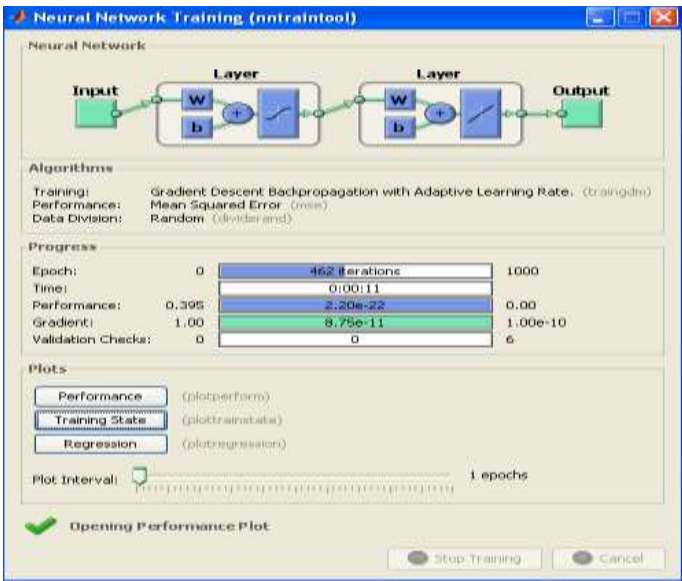 Neural Network Training (nntraintool)
Neural Network
Layer Layer
Input Output
W W
b b
+ +
Algorithms
Training: Gradient Descent Backpropagation with Adaptive Learning Rate. (traingdm)
Performance: Mean Squared Error (mse)
Data Division: Random (dividerand)
Progress
Epoch: 0 462 iterations 1000
Time: 0:00:11
Performance: 0.395 2.20e-22 0.00
Gradient: 1.00 8.75e-11 1.00e-10
Validation Checks: 0 0 6
Plots
Performance (plotperform)
Training State (plottrainstate)
Regression (plotregression)
Plot Interval: 1 epochs
Opening Performance Plot
Stop Training Cancel